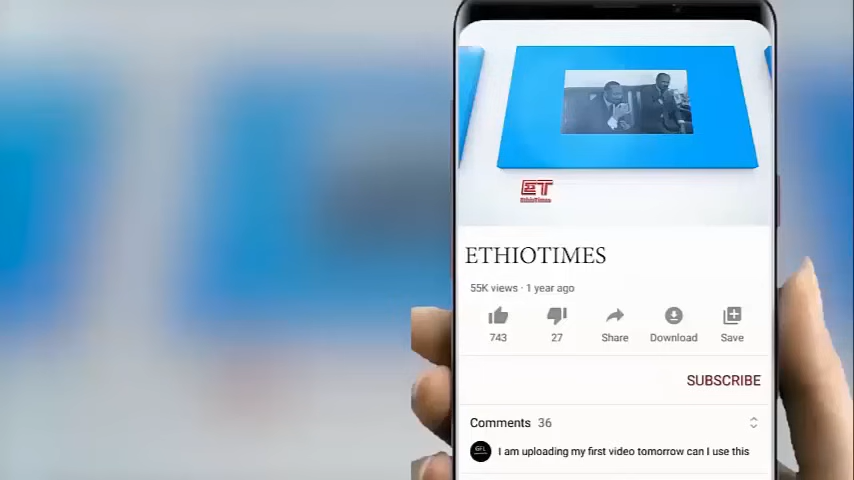 ET
EthioTimes
ETHIOTIMES
55K views · 1 year ago
743
27
Share
Download
Save
SUBSCRIBE
Comments 36
GFL
I am uploading my first video tomorrow can I use this